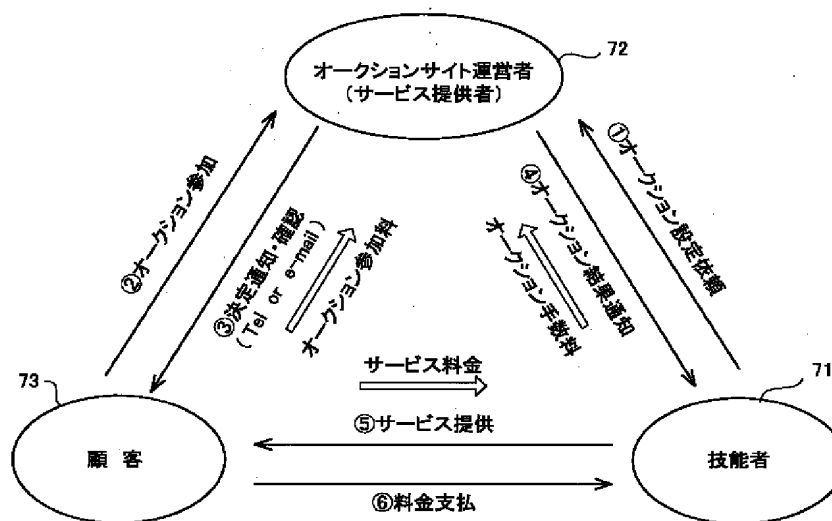 72
オークションサイト運営者
(サービス提供者)
①オークション設定依頼
②オークション参加
③決定通知・確認
(Tel or e-mail)
オークション参加料
④オークション結果通知
オークション手数料
サービス料金
73
71
⑤サービス提供
顧 客
技能者
⑥料金支払